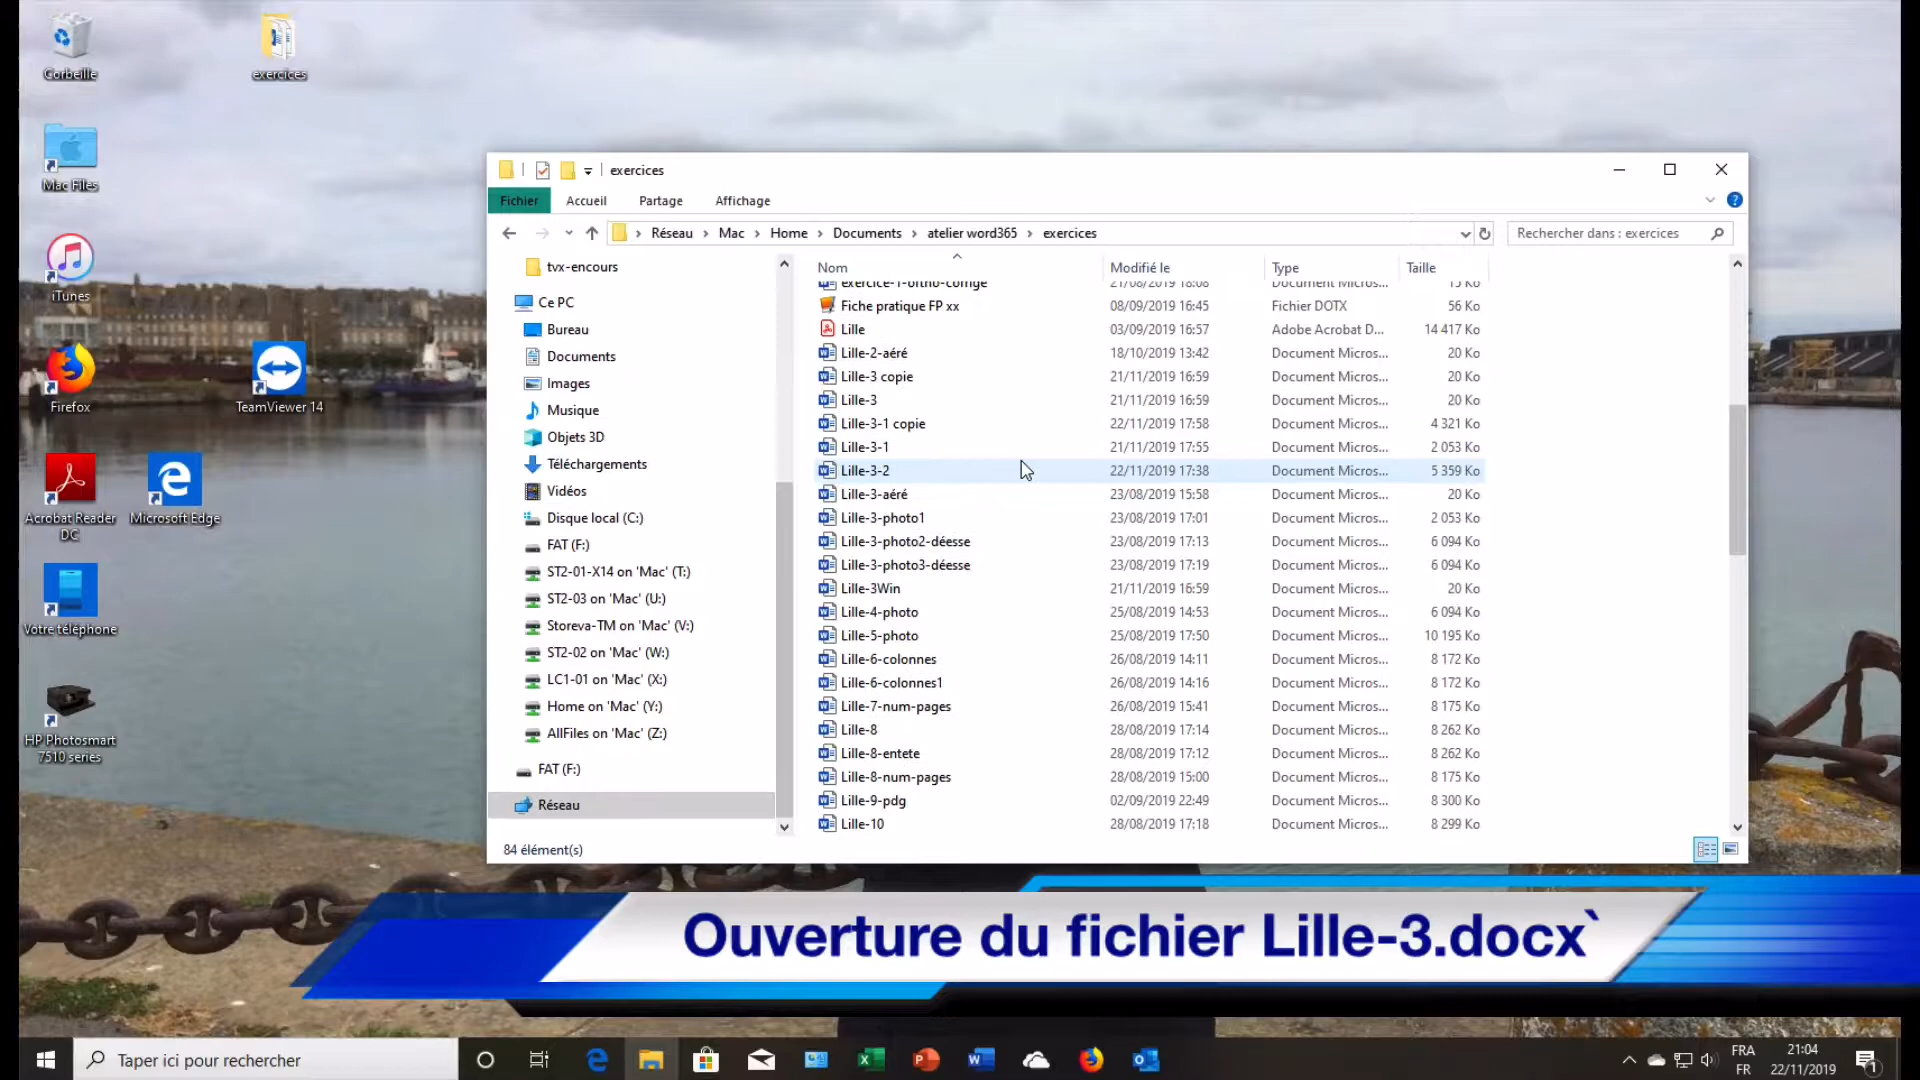 Corbeille
exercices
Mac Files
iTunes
Firefox
TeamViewer 14
Acrobat Reader
DC
Microsoft Edge
Votre téléphone
HP Photosmart
7510 series
exercices
Fichier Accueil Partage Affichage
Réseau > Mac > Home > Documents > atelier word365 > exercices
Rechercher dans : exercices
tvx-encours
Ce PC
Bureau
Documents
Images
Musique
Objets 3D
Téléchargements
Vidéos
Disque local (C:)
FAT (F:)
ST2-01-X14 on 'Mac' (T:)
ST2-03 on 'Mac' (U:)
Storeva-TM on 'Mac' (V:)
ST2-02 on 'Mac' (W:)
LC1-01 on 'Mac' (X:)
Home on 'Mac' (Y:)
AllFiles on 'Mac' (Z:)
FAT (F:)
Réseau
Nom Modifié le Type Taille
exercice-1-ortho-corrige 21/08/2019 18:08 Document Micros... 15 Ko
Fiche pratique FP xx 08/09/2019 16:45 Fichier DOTX 56 Ko
Lille 03/09/2019 16:57 Adobe Acrobat D... 14 417 Ko
Lille-2-aéré 18/10/2019 13:42 Document Micros... 20 Ko
Lille-3 copie 21/11/2019 16:59 Document Micros... 20 Ko
Lille-3 21/11/2019 16:59 Document Micros... 20 Ko
Lille-3-1 copie 22/11/2019 17:58 Document Micros... 4 321 Ko
Lille-3-1 21/11/2019 17:55 Document Micros... 2 053 Ko
Lille-3-2 22/11/2019 17:38 Document Micros... 5 359 Ko
Lille-3-aéré 23/08/2019 15:58 Document Micros... 20 Ko
Lille-3-photo1 23/08/2019 17:01 Document Micros... 2 053 Ko
Lille-3-photo2-déesse 23/08/2019 17:13 Document Micros... 6 094 Ko
Lille-3-photo3-déesse 23/08/2019 17:19 Document Micros... 6 094 Ko
Lille-3Win 21/11/2019 16:59 Document Micros... 20 Ko
Lille-4-photo 25/08/2019 14:53 Document Micros... 6 094 Ko
Lille-5-photo 25/08/2019 17:50 Document Micros... 10 195 Ko
Lille-6-colonnes 26/08/2019 14:11 Document Micros... 8 172 Ko
Lille-6-colonnes1 26/08/2019 14:16 Document Micros... 8 172 Ko
Lille-7-num-pages 26/08/2019 15:41 Document Micros... 8 175 Ko
Lille-8 28/08/2019 17:14 Document Micros... 8 262 Ko
Lille-8-entete 28/08/2019 17:12 Document Micros... 8 262 Ko
Lille-8-num-pages 28/08/2019 15:00 Document Micros... 8 175 Ko
Lille-9-pdg 02/09/2019 22:49 Document Micros... 8 300 Ko
Lille-10 28/08/2019 17:18 Document Micros... 8 299 Ko
84 élément(s)
Ouverture du fichier Lille-3.docx`
Taper ici pour rechercher
FRA
FR
21:04
22/11/2019
1